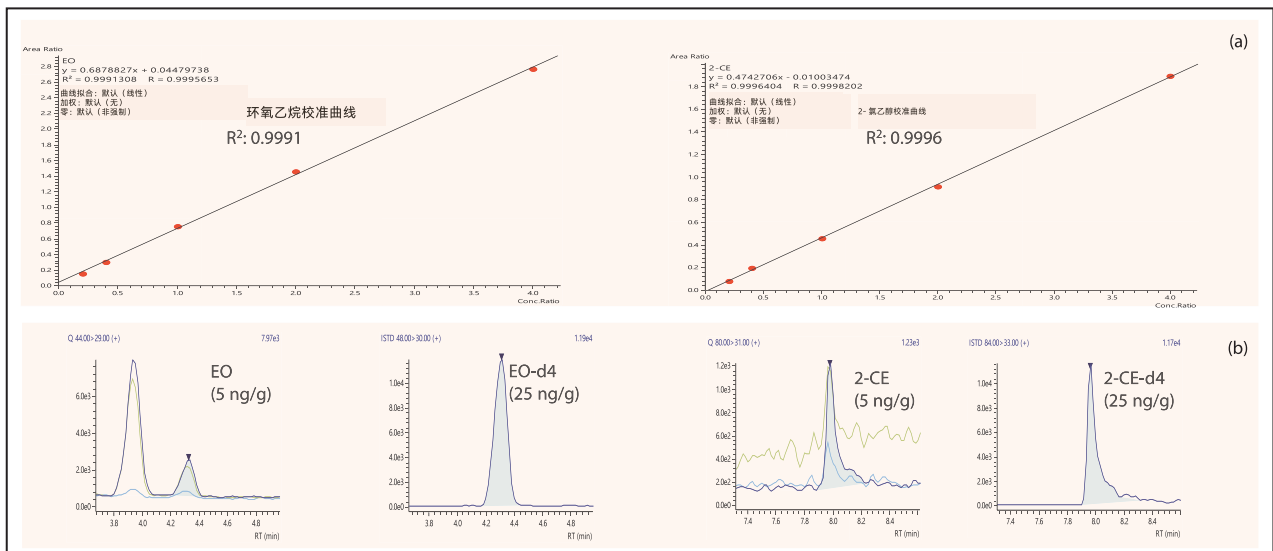 (a)
Area Ratio
EO
y = 0.6878827x + 0.04479738
R² = 0.9991308 R = 0.9995653
曲线拟合：默认（线性）
加权：默认（无）
零：默认（非强制）
环氧乙烷校准曲线
R²: 0.9991
2.8
2.6
2.4
2.2
2.0
1.8
1.6
1.4
1.2
1.0
0.8
0.6
0.4
0.2
0.0
0.0 0.5 1.0 1.5 2.0 2.5 3.0 3.5 4.0
Conc.Ratio
Area Ratio
2-CE
y = 0.4742706x - 0.01003474
R² = 0.9996404 R = 0.9998202
曲线拟合：默认（线性）
加权：默认（无）
零：默认（非强制）
2- 氯乙醇校准曲线
R²: 0.9996
1.8
1.6
1.4
1.2
1.0
0.8
0.6
0.4
0.2
0.0
0.0 0.5 1.0 1.5 2.0 2.5 3.0 3.5 4.0
Conc.Ratio
(b)
Q 44.00>29.00 (+) 7.97e3
EO
(5 ng/g)
6.0e3
4.0e3
2.0e3
0.0e0
3.8 4.0 4.2 4.4 4.6 4.8
RT (min)
ISTD 48.00>30.00 (+) 1.19e4
EO-d4
(25 ng/g)
1.0e4
8.0e3
6.0e3
4.0e3
2.0e3
0.0e0
3.8 4.0 4.2 4.4 4.6 4.8
RT (min)
Q 80.00>31.00 (+) 1.23e3
2-CE
(5 ng/g)
1.2e3
1.0e3
8.0e2
6.0e2
4.0e2
2.0e2
0.0e0
7.4 7.6 7.8 8.0 8.2 8.4
RT (min)
ISTD 84.00>33.00 (+) 1.17e4
2-CE-d4
(25 ng/g)
1.0e4
8.0e3
6.0e3
4.0e3
2.0e3
0.0e0
7.4 7.6 7.8 8.0 8.2 8.4
RT (min)